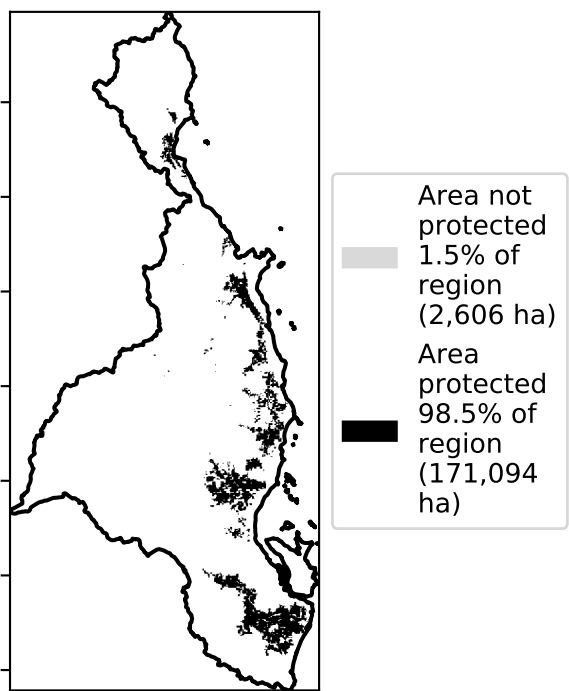 Area not
protected
1.5% of
region
(2,606 ha)
Area
protected
98.5% of
region
(171,094
ha)